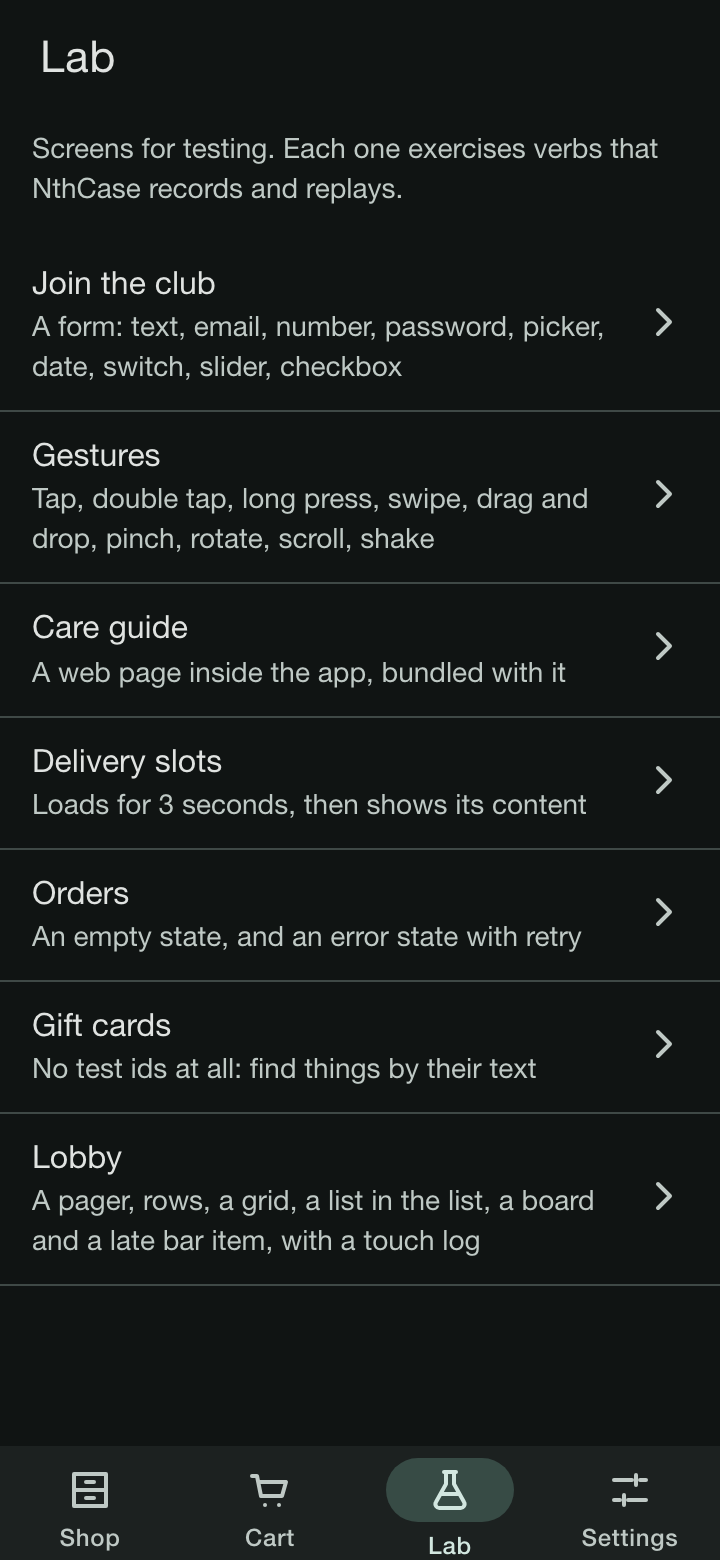 Lab
Screens for testing. Each one exercises verbs that
NthCase records and replays.
Join the club
A form: text, email, number, password, picker,
date, switch, slider, checkbox
Gestures
Tap, double tap, long press, swipe, drag and
drop, pinch, rotate, scroll, shake
Care guide
A web page inside the app, bundled with it
Delivery slots
Loads for 3 seconds, then shows its content
Orders
An empty state, and an error state with retry
Gift cards
No test ids at all: find things by their text
Lobby
A pager, rows, a grid, a list in the list, a board
and a late bar item, with a touch log
Shop
Cart
Lab
Settings